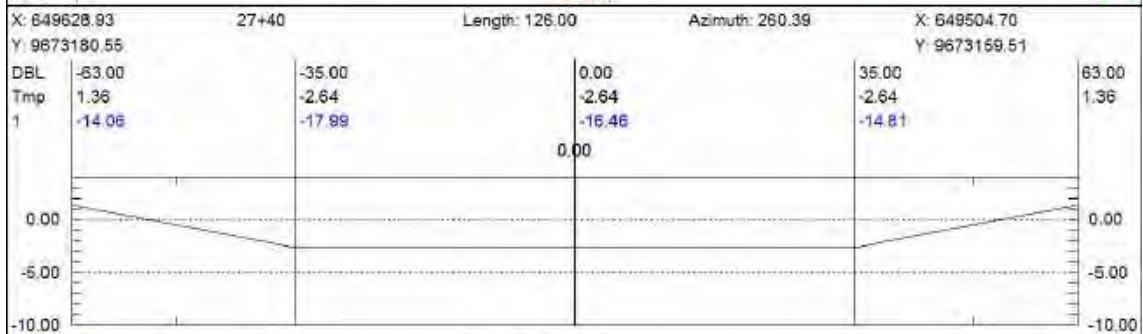 X: 649628.93 27+40 Length: 126.00 Azimuth: 260.39 X: 649504.70
Y: 9673180.55 Y: 9673159.51
DBL -63.00 -35.00 0.00 35.00 63.00
Tmp 1.36 -2.64 -2.64 -2.64 1.36
1 -14.06 -17.99 -16.46 -14.81
0.00
0.00 0.00
-5.00 -5.00
-10.00 -10.00